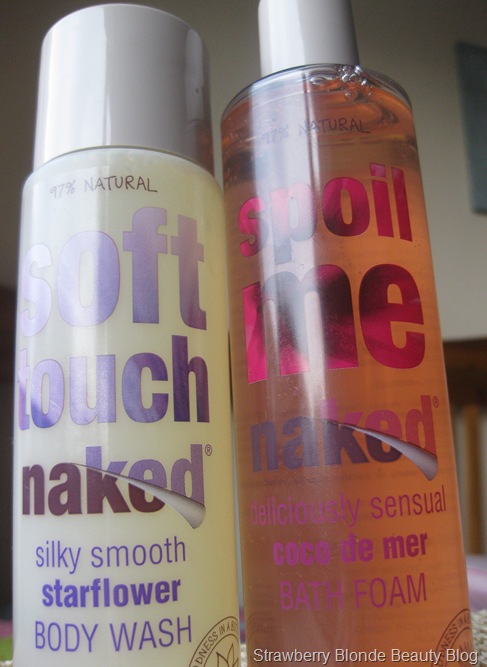 97% NATURAL
soft
touch
naked®
silky smooth
starflower
BODY WASH
97% NATURAL
spoil
me
naked®
deliciously sensual
coco de mer
BATH FOAM
Strawberry Blonde Beauty Blog